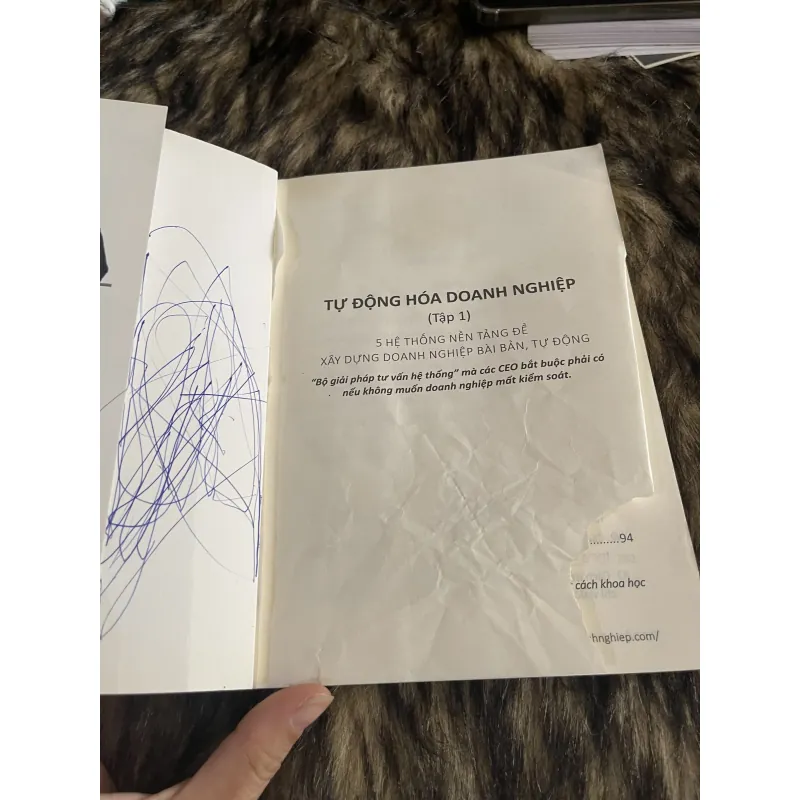 TỰ ĐỘNG HÓA DOANH NGHIỆP
(Tập 1)
5 HỆ THỐNG NỀN TẢNG ĐỂ
XÂY DỰNG DOANH NGHIỆP BÀI BẢN, TỰ ĐỘNG
"Bộ giải pháp tư vấn hệ thống" mà các CEO bắt buộc phải có
nếu không muốn doanh nghiệp mất kiểm soát.
.........94
cách khoa học
hnghiep.com/